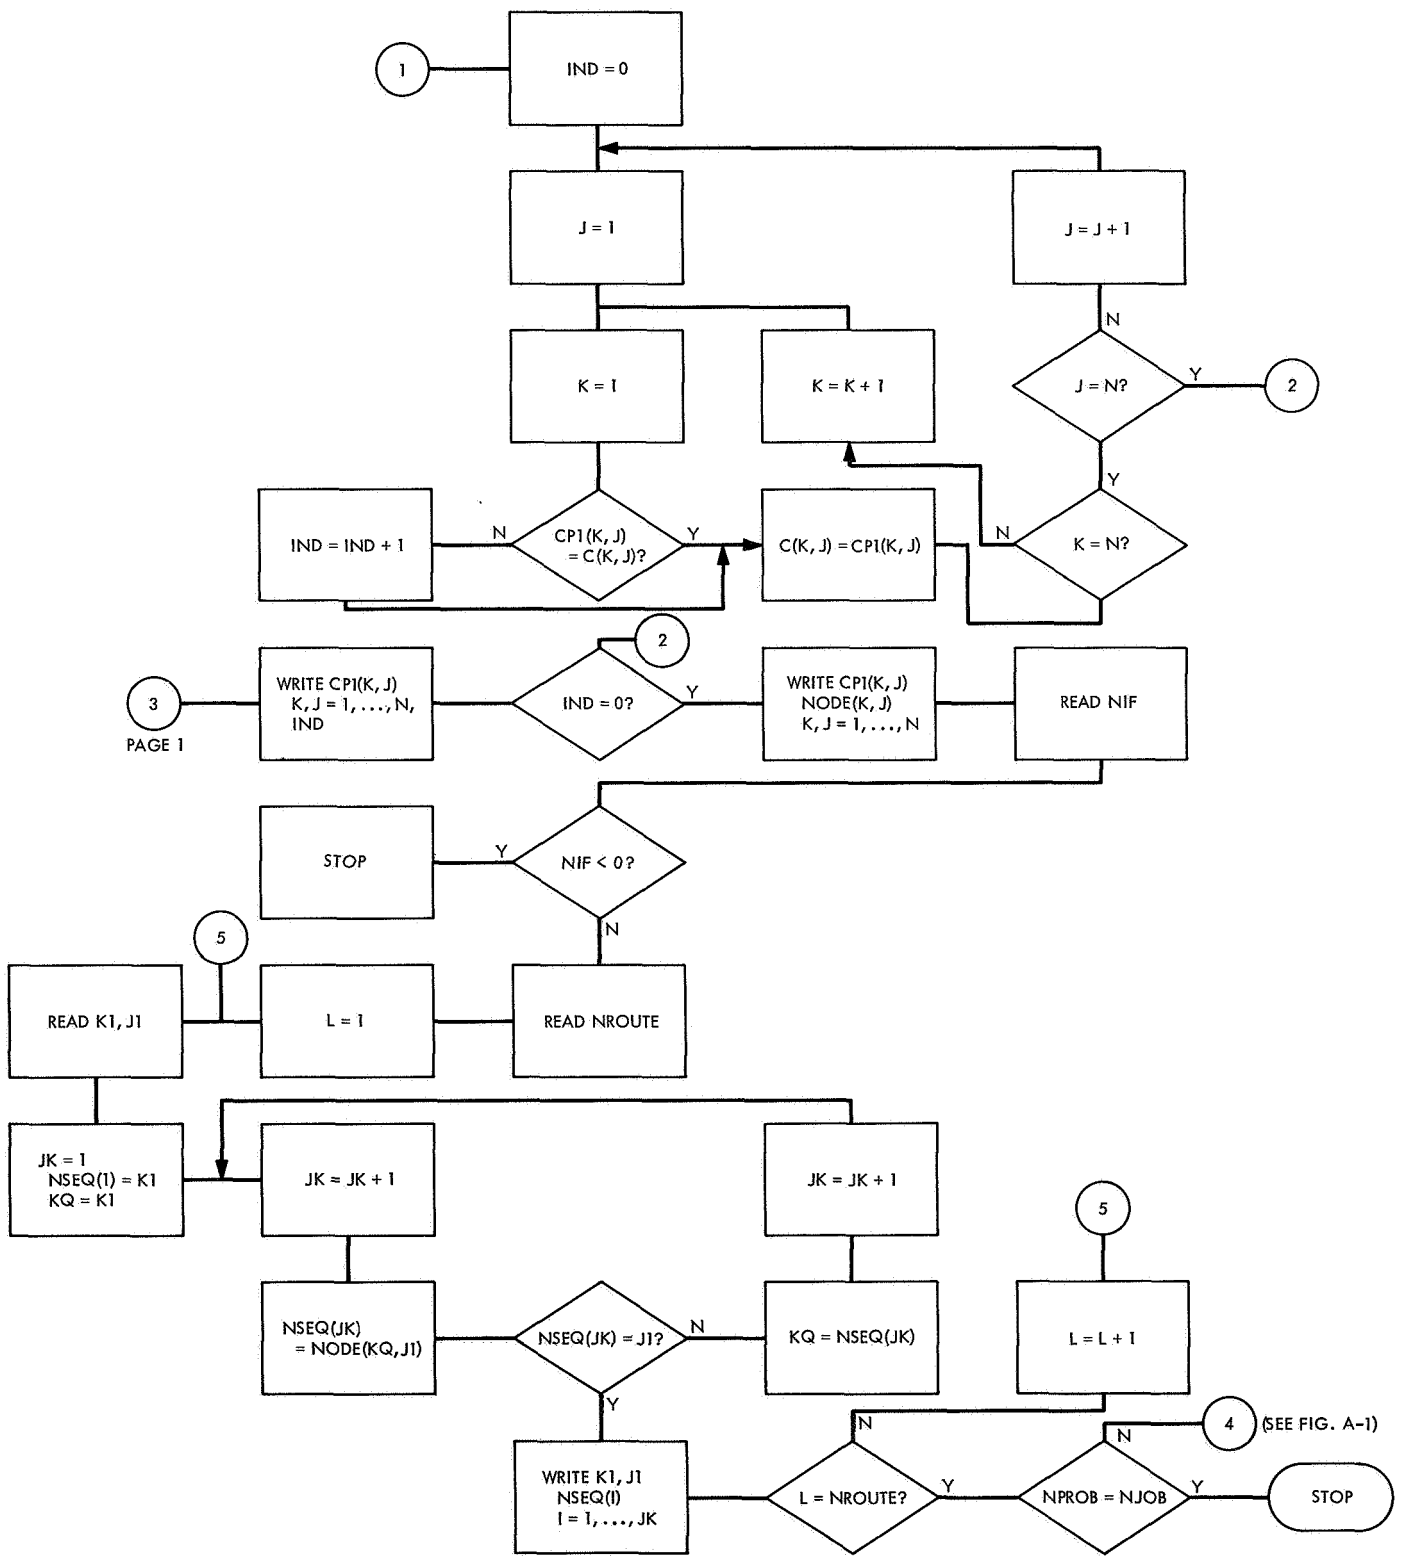 1
IND = 0
J = 1
J = J + 1
N
K = 1
K = K + 1
J = N?
Y
2
Y
IND = IND + 1
N
CP1(K, J)
= C(K, J)?
Y
C(K, J) = CP1(K, J)
N
K = N?
2
3
PAGE 1
WRITE CP1(K, J)
K, J = 1, ..., N,
IND
IND = 0?
Y
WRITE CP1(K, J)
NODE(K, J)
K, J = 1, ..., N
READ NIF
STOP
Y
NIF < 0?
N
5
READ K1, J1
L = 1
READ NROUTE
JK = 1
NSEQ(1) = K1
KQ = K1
JK = JK + 1
JK = JK + 1
5
NSEQ(JK)
= NODE(KQ,J1)
NSEQ(JK) = J1?
N
KQ = NSEQ(JK)
L = L + 1
Y
N
4
(SEE FIG. A-1)
N
WRITE K1, J1
NSEQ(I)
I = 1, ..., JK
L = NROUTE?
Y
NPROB = NJOB
Y
STOP